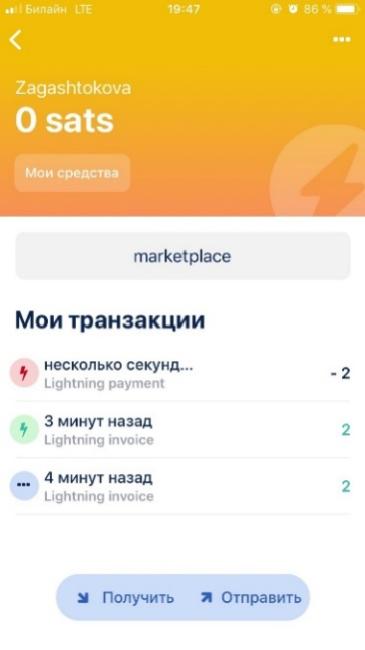 Билайн LTE 19:47 86 %
Zagashtokova
0 sats
Мои средства
marketplace
Мои транзакции
несколько секунд...
- 2
Lightning payment
3 минут назад
2
Lightning invoice
4 минут назад
2
Lightning invoice
Получить Отправить